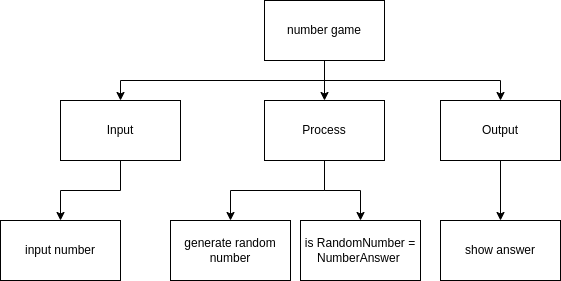 number game
Input
Process
Output
input number
generate random
number
is RandomNumber =
NumberAnswer
show answer